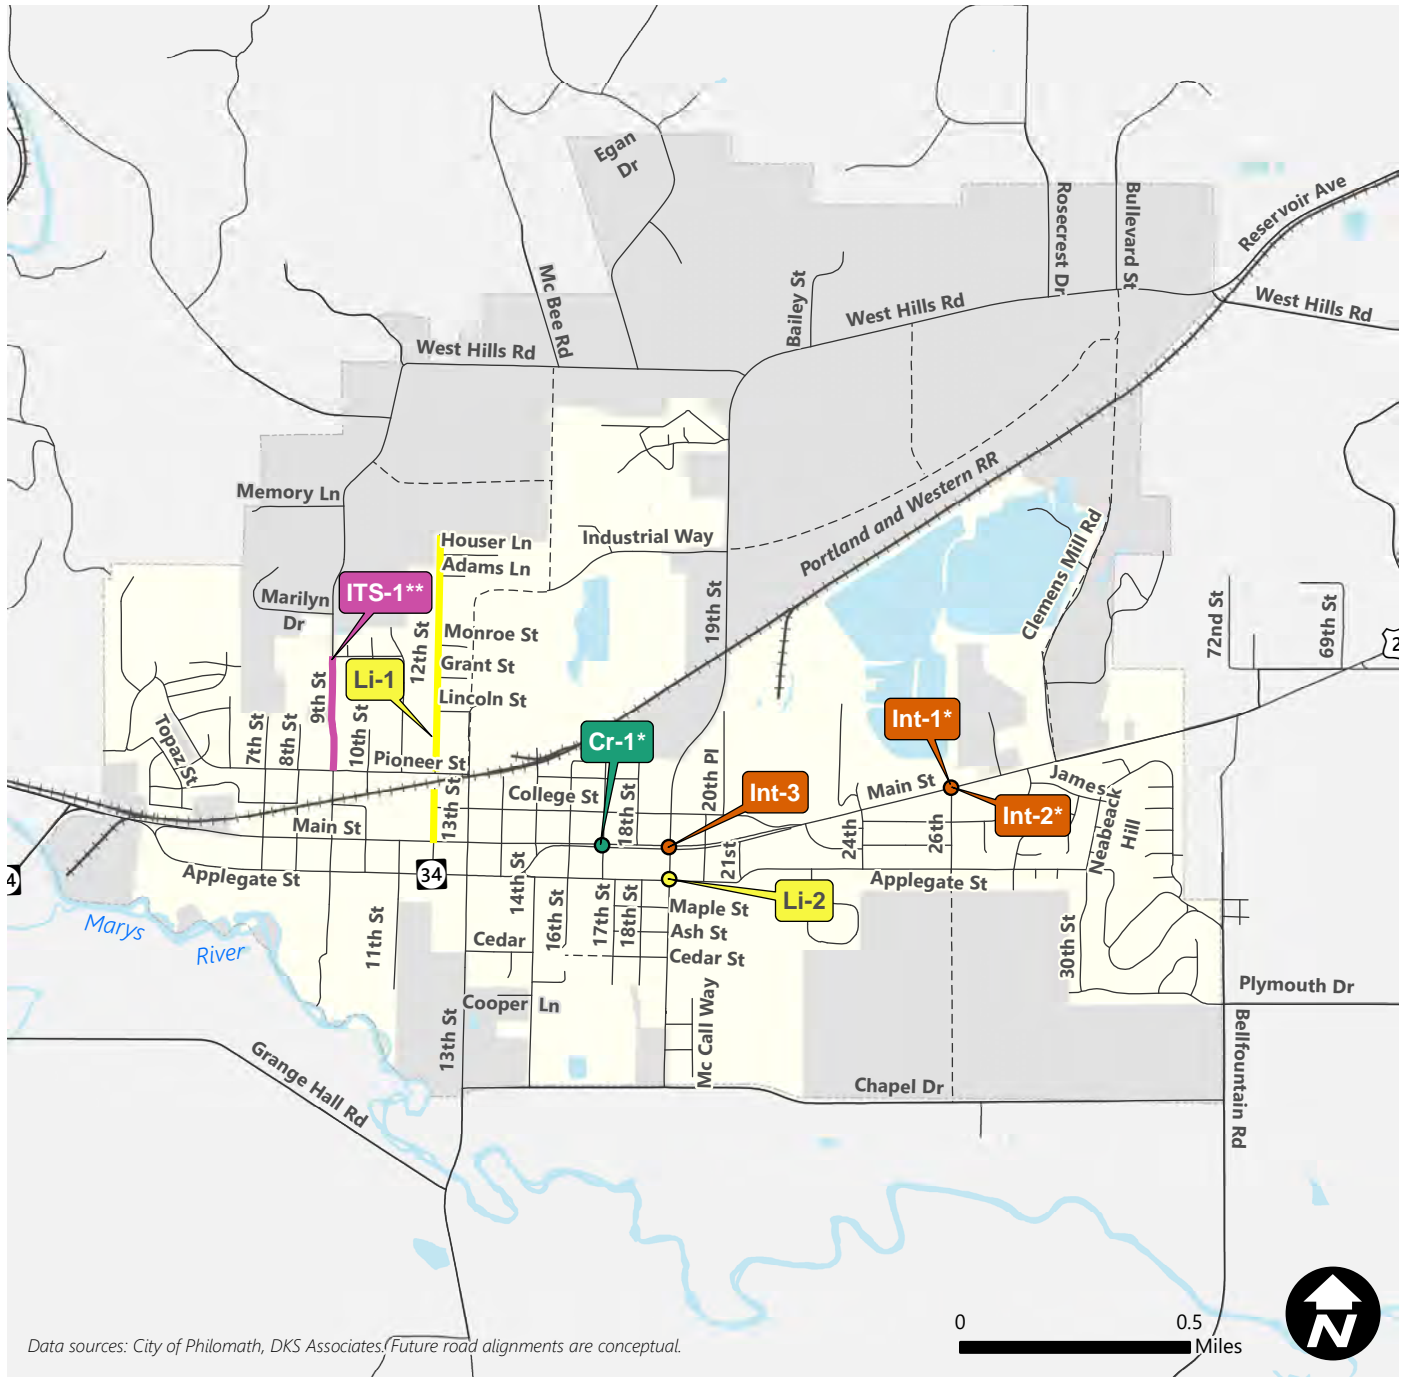 Egan
Dr
Rosecrest Dr
Bullevard St
Reservoir Ave
Mc Bee Rd
Bailey St
West Hills Rd
West Hills Rd
West Hills Rd
Memory Ln
Houser Ln
Adams Ln
Industrial Way
Portland and Western RR
Clemens Mill Rd
ITS-1**
Marilyn
Dr
12th St
Monroe St
Grant St
Lincoln St
Li-1
19th St
72nd St
69th St
2
9th St
Topaz St
7th St
8th St
10th St
Pioneer St
Cr-1*
Int-1*
20th Pl
Main St
James
Int-3
Int-2*
College St
18th St
13th St
Main St
24th
26th
Neabeack
Hill
21st
34
4
Applegate St
Applegate St
14th St
Li-2
16th St
17th St
18th St
Maple St
Ash St
Cedar St
Cedar
Marys
River
11th St
30th St
Cooper Ln
Mc Call Way
Plymouth Dr
13th St
Grange Hall Rd
Chapel Dr
Bellfountain Rd
0
0.5
Miles
N
Data sources: City of Philomath, DKS Associates. Future road alignments are conceptual.